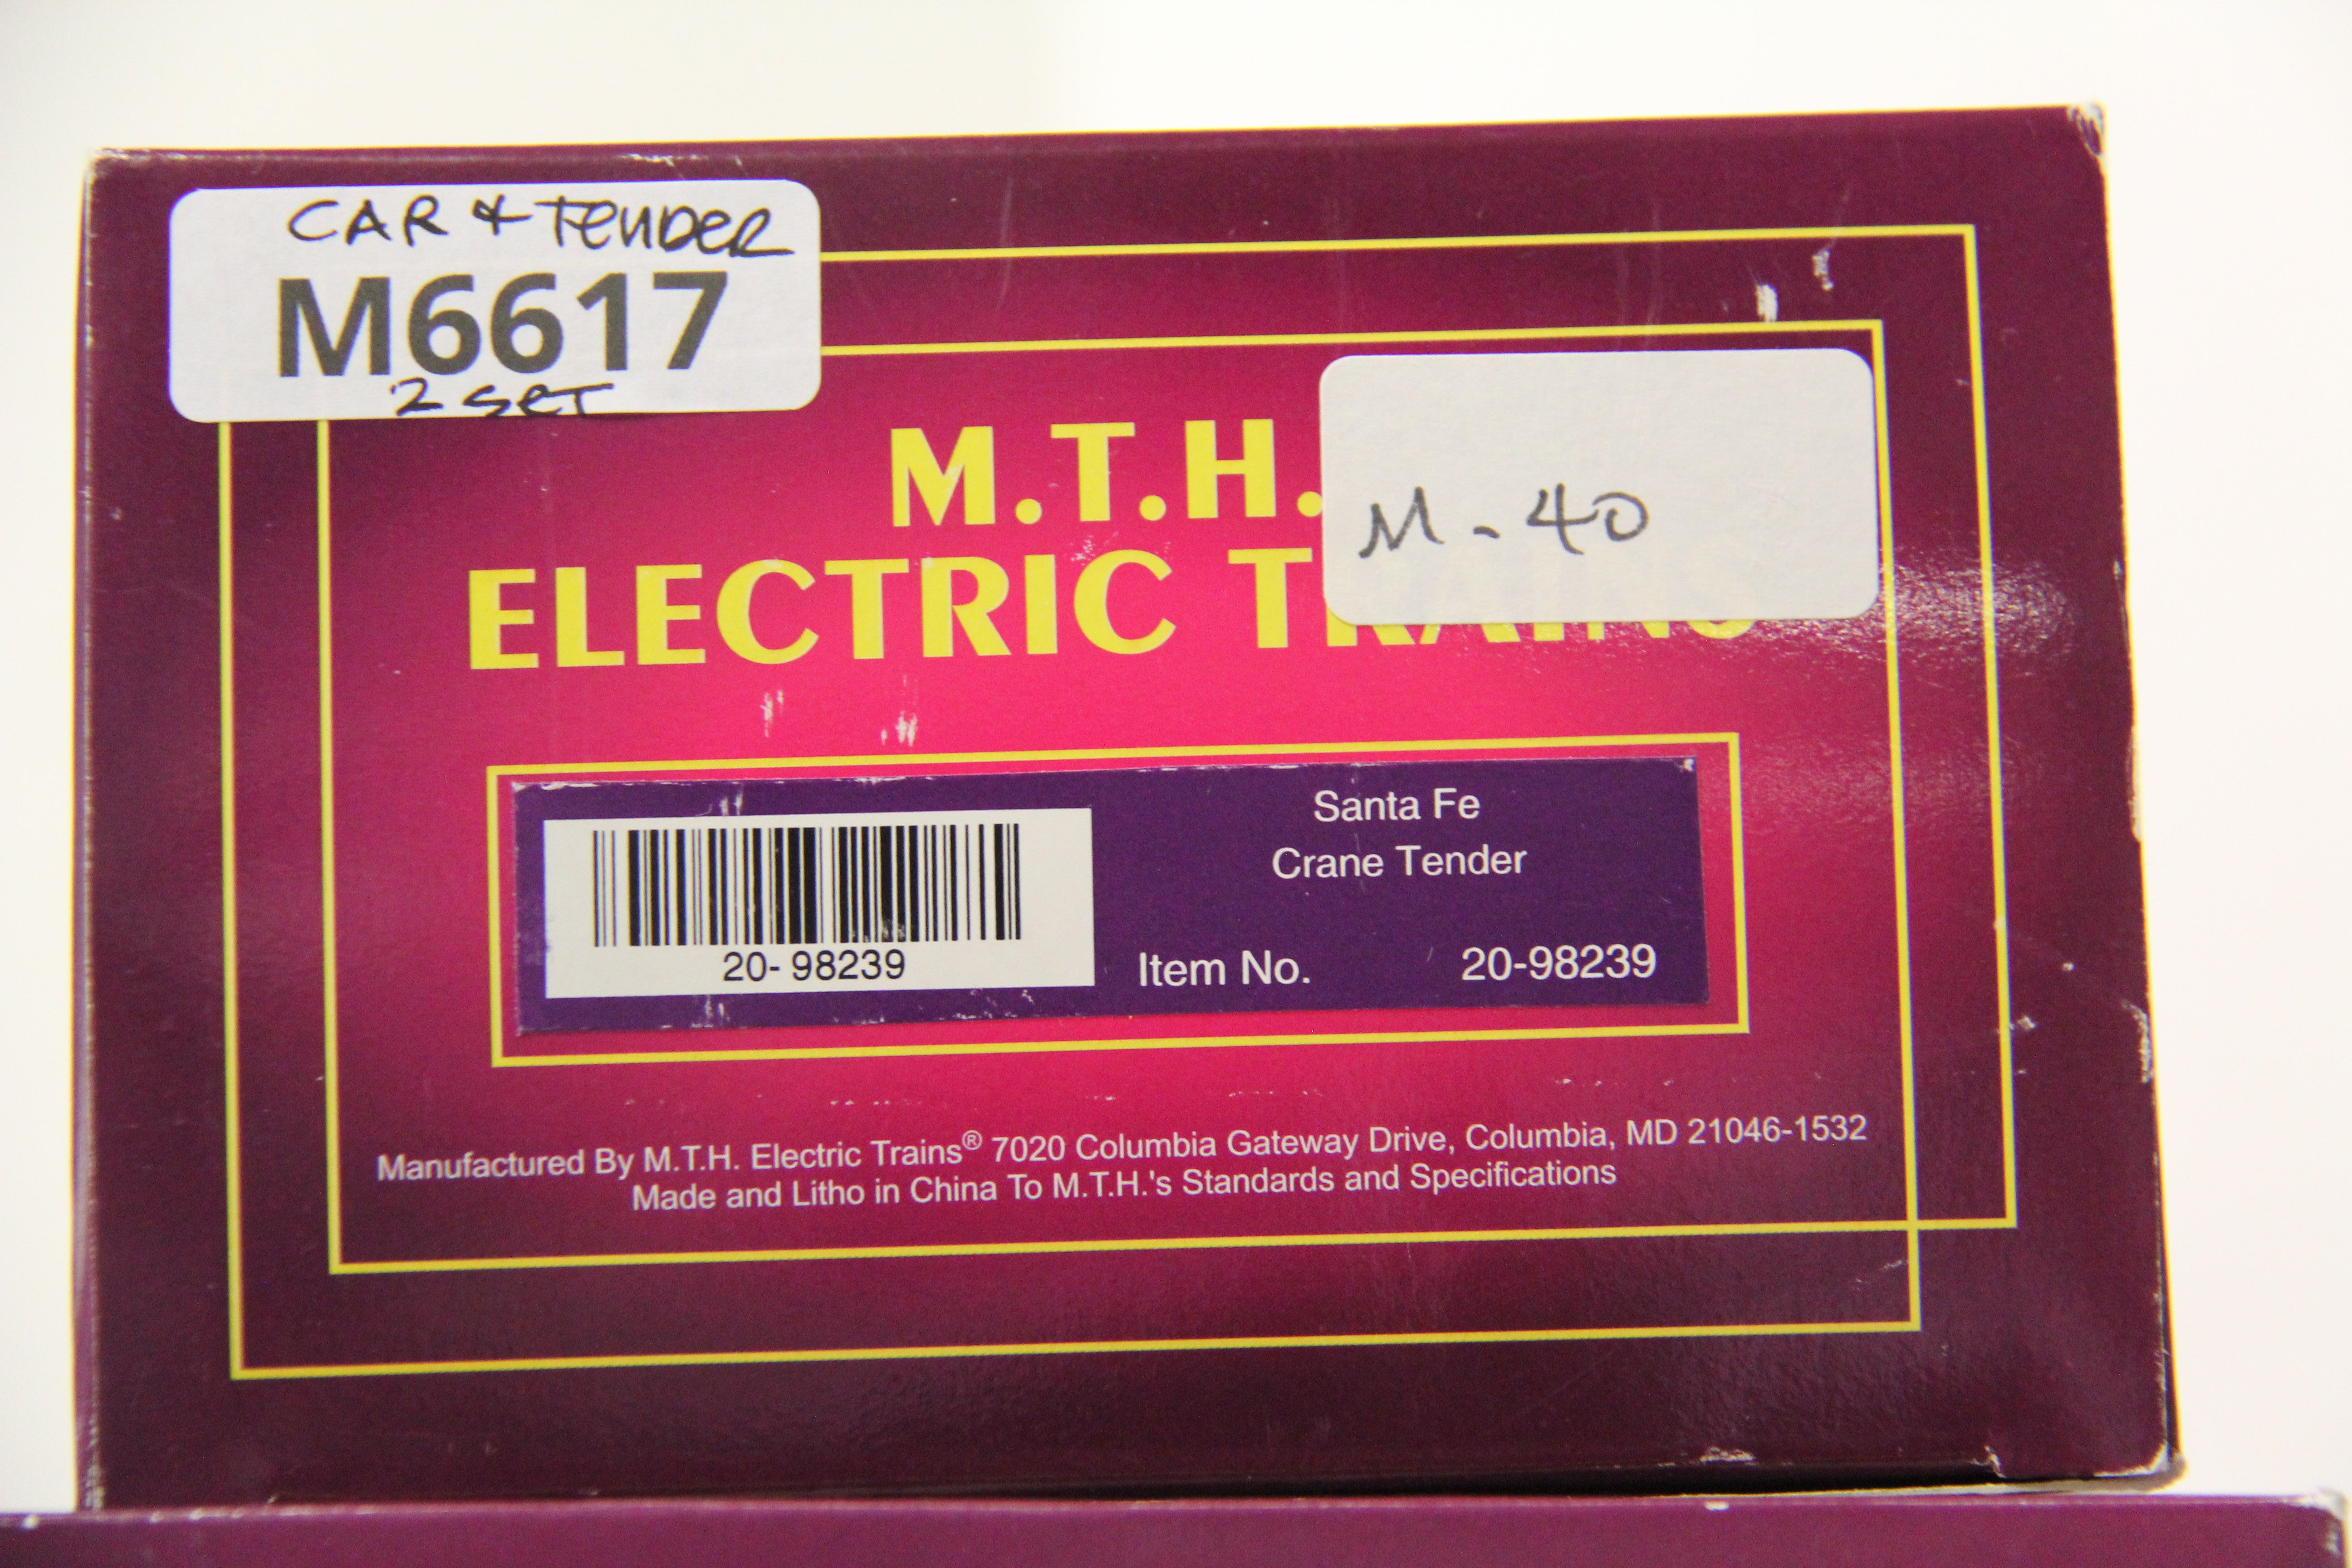 CAR & TENDER
M6617
2 SET
M.T.H.
M-40
ELECTRIC TRAINS
Santa Fe
Crane Tender
20- 98239
Item No. 20-98239
Manufactured By M.T.H. Electric Trains® 7020 Columbia Gateway Drive, Columbia, MD 21046-1532
Made and Litho in China To M.T.H.'s Standards and Specifications